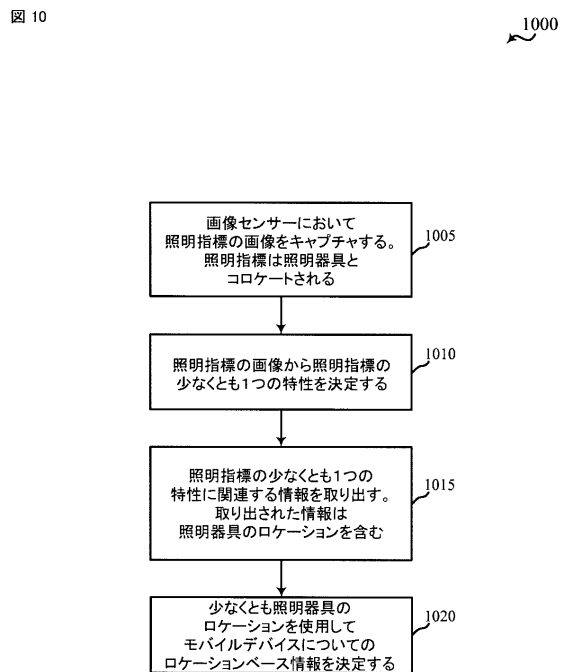 図 10
1000
画像センサーにおいて
照明指標の画像をキャプチャする。
照明指標は照明器具と
コロケートされる
1005
照明指標の画像から照明指標の
少なくとも1つの特性を決定する
1010
照明指標の少なくとも1つの
特性に関連する情報を取り出す。
取り出された情報は
照明器具のロケーションを含む
1015
少なくとも照明器具の
ロケーションを使用して
モバイルデバイスについての
ロケーションベース情報を決定する
1020